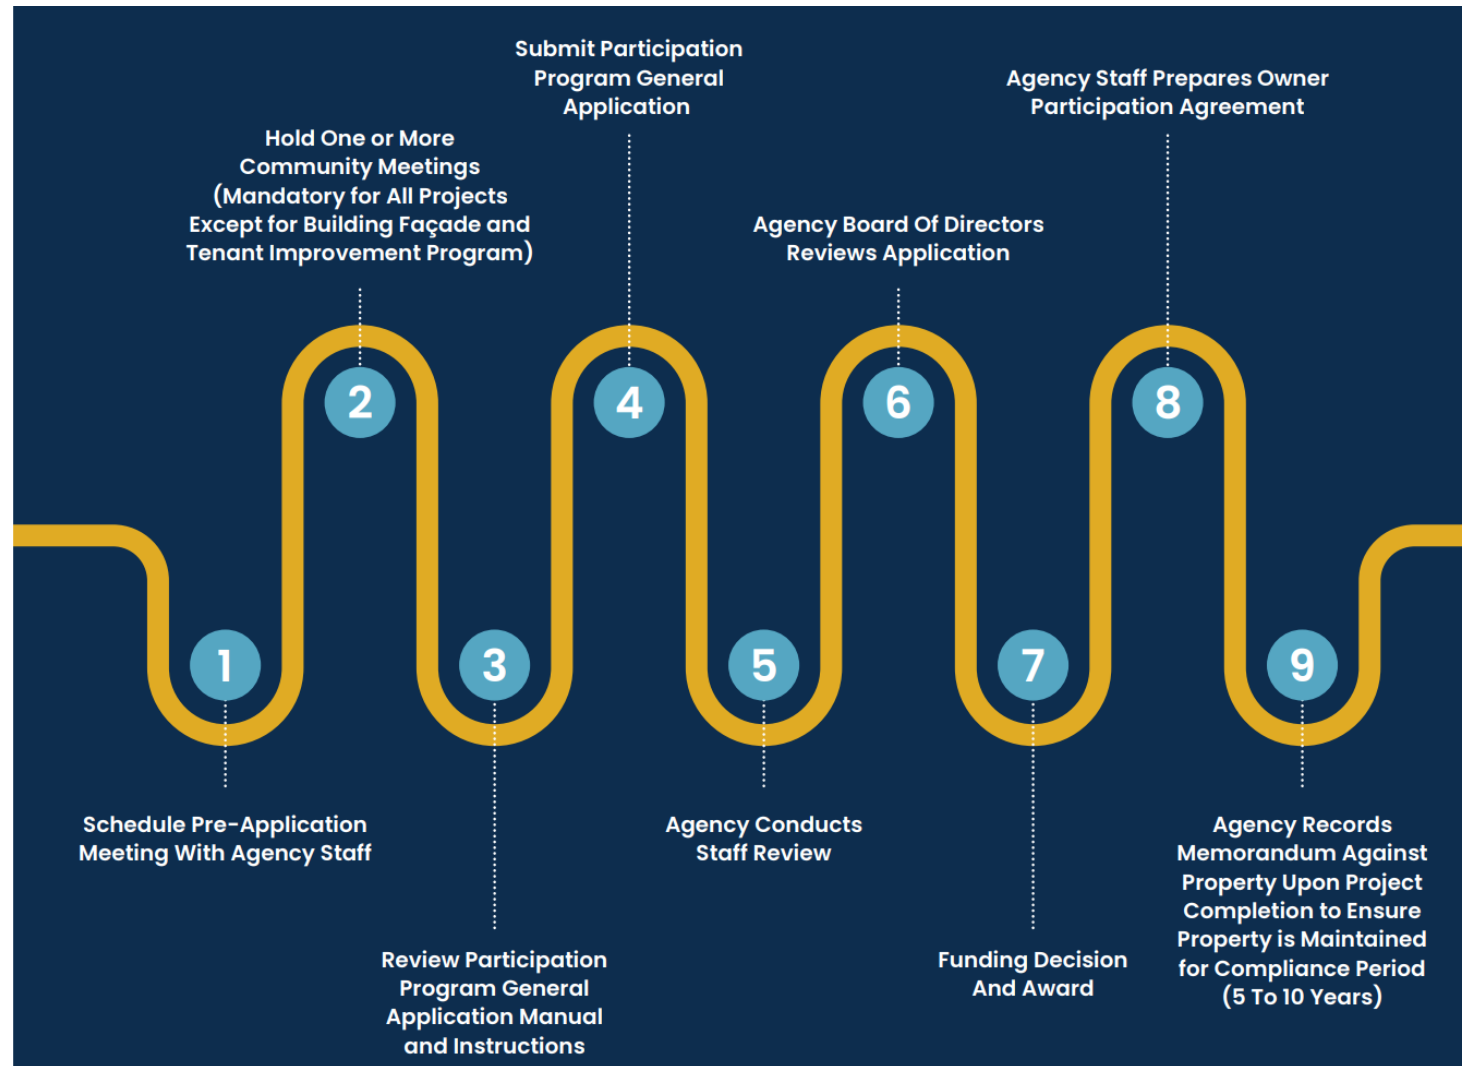 1
Schedule Pre-Application
Meeting With Agency Staff
2
Hold One or More
Community Meetings
(Mandatory for All Projects
Except for Building Façade and
Tenant Improvement Program)
3
Review Participation
Program General
Application Manual
and Instructions
4
Submit Participation
Program General
Application
5
Agency Conducts
Staff Review
6
Agency Board Of Directors
Reviews Application
7
Funding Decision
And Award
8
Agency Staff Prepares Owner
Participation Agreement
9
Agency Records
Memorandum Against
Property Upon Project
Completion to Ensure
Property is Maintained
for Compliance Period
(5 To 10 Years)